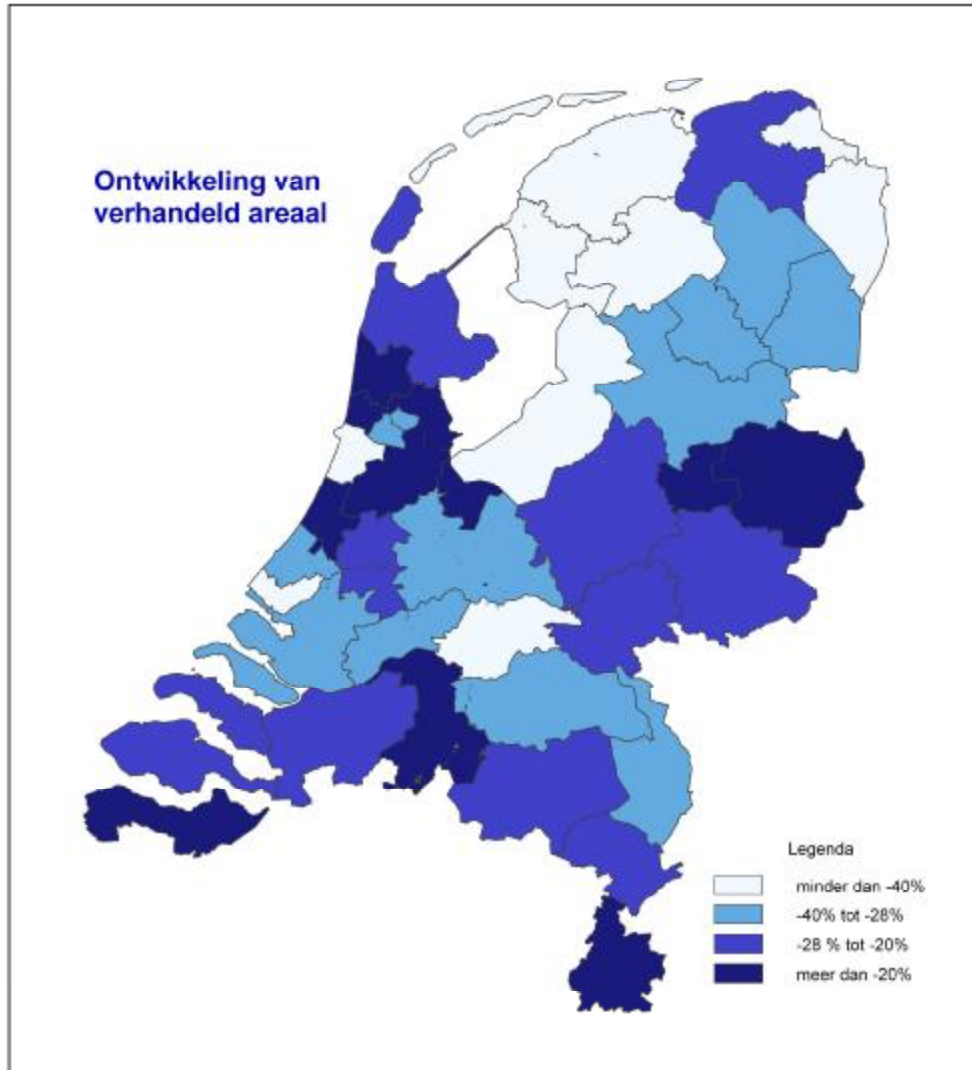 Ontwikkeling van
verhandeld areaal
Legenda
minder dan -40%
-40% tot -28%
-28 % tot -20%
meer dan -20%